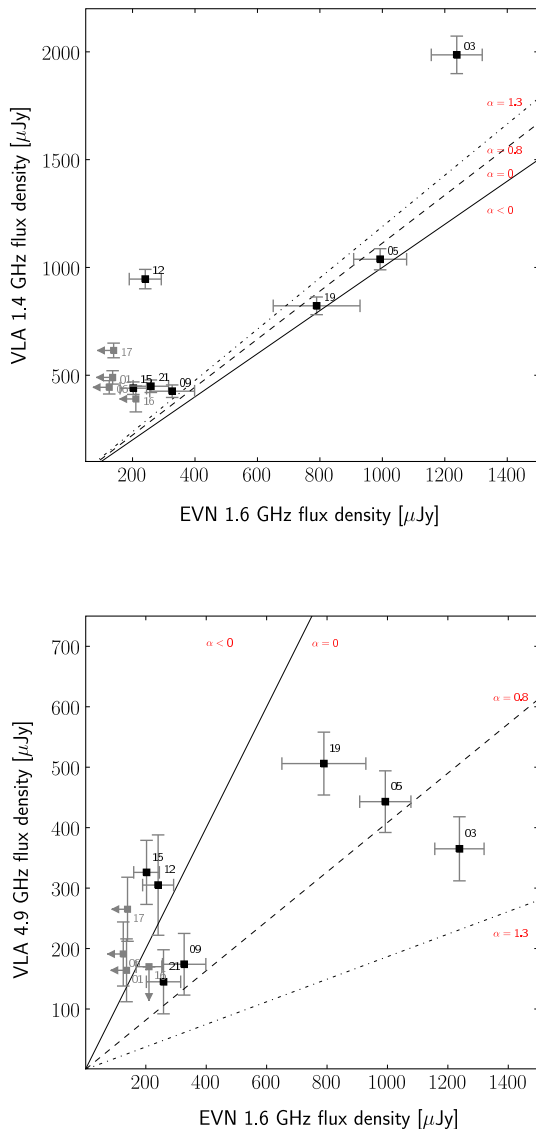 2000
1500
1000
500
VLA 1.4 GHz flux density [μJy]
03
α = 1.3
α = 0.8
α = 0
α < 0
05
12
19
17
01
15
21
09
16
200 400 600 800 1000 1200 1400
EVN 1.6 GHz flux density [μJy]
700
600
500
400
300
200
100
VLA 4.9 GHz flux density [μJy]
α < 0
α = 0
α = 0.8
19
05
03
15
12
17
09
21
01
α = 1.3
200 400 600 800 1000 1200 1400
EVN 1.6 GHz flux density [μJy]